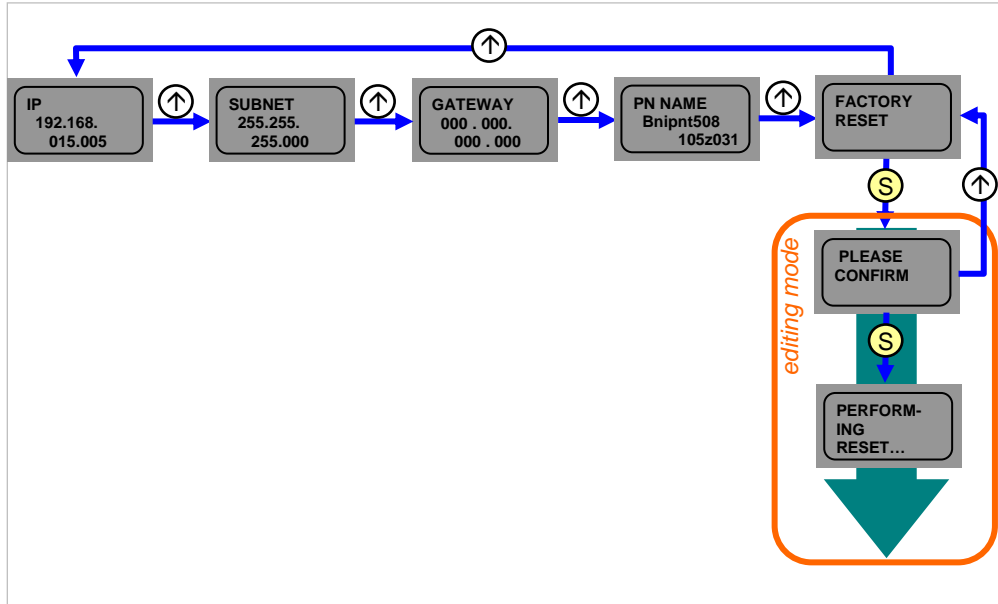 IP
192.168.
015.005
SUBNET
255.255.
255.000
GATEWAY
000 . 000.
000 . 000
PN NAME
Bnipnt508
105z031
FACTORY
RESET
S
editing mode
PLEASE
CONFIRM
S
PERFORM-
ING
RESET...